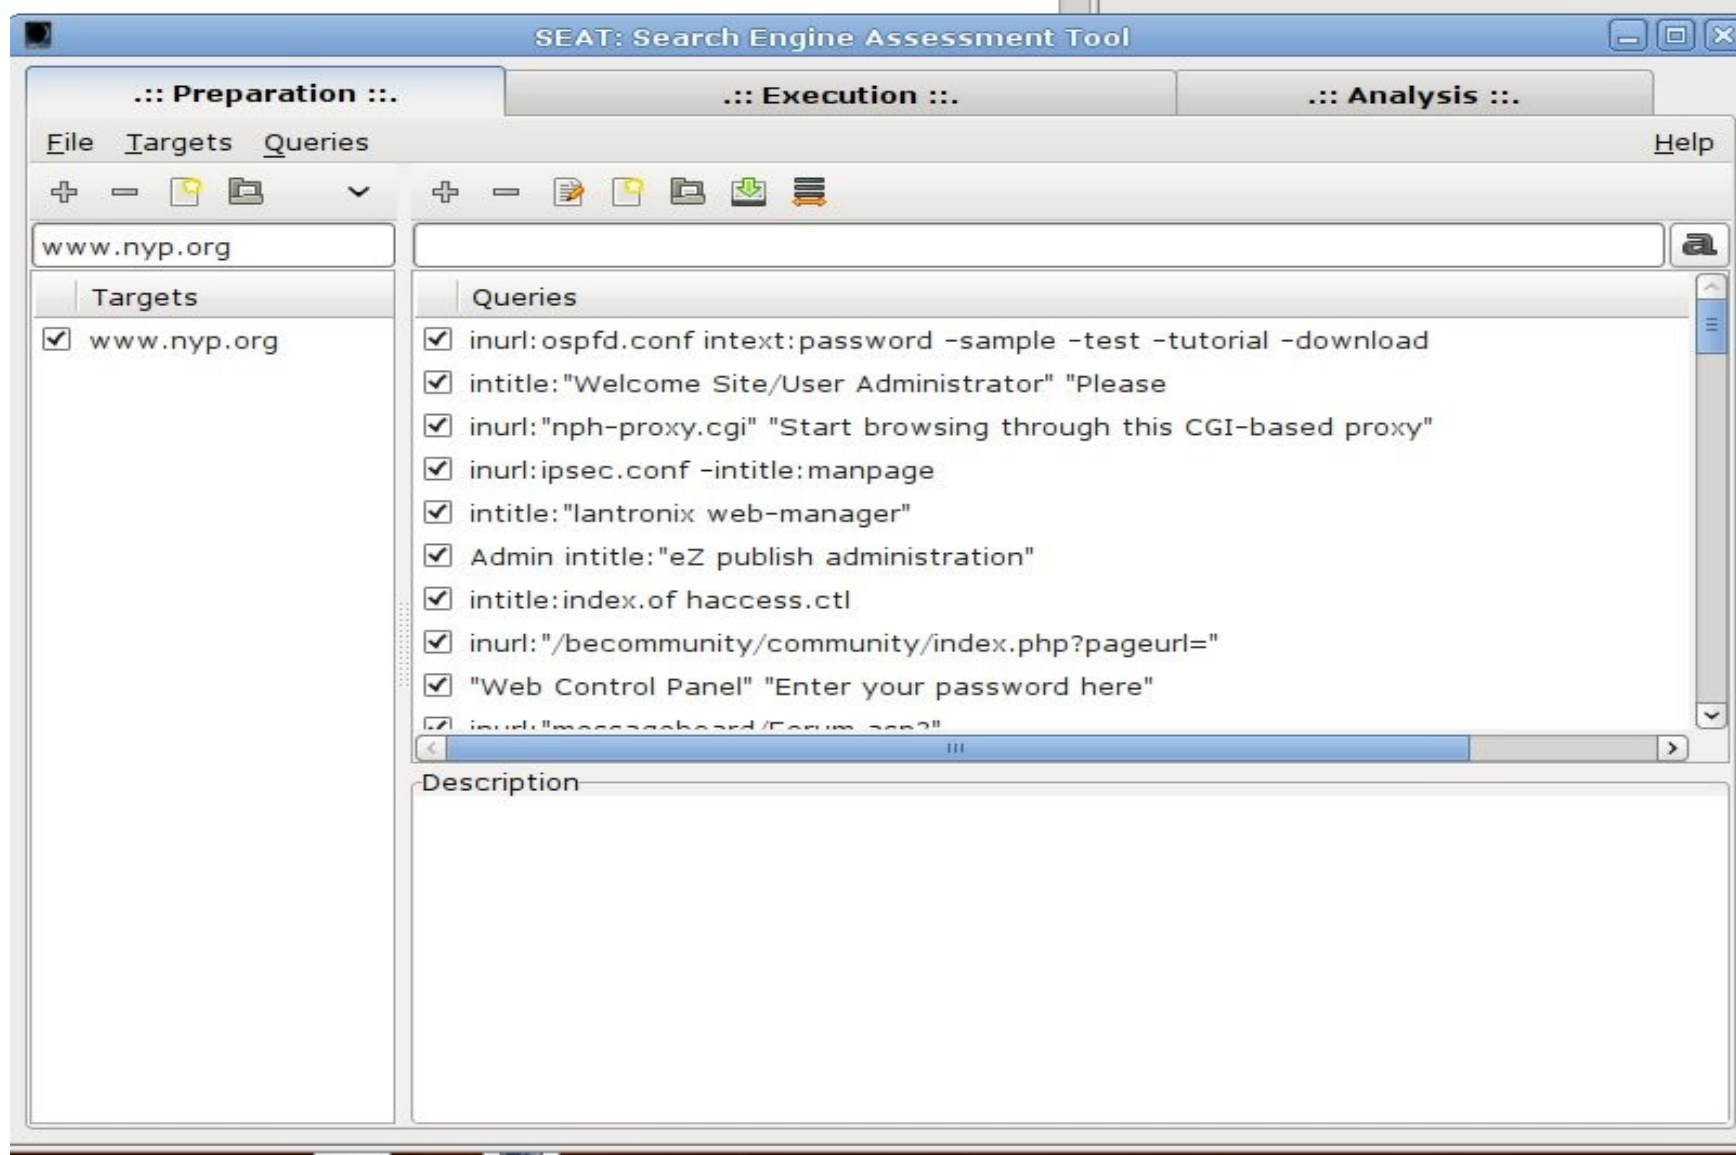 SEAT: Search Engine Assessment Tool
.:: Preparation ::.
.:: Execution ::.
.:: Analysis ::.
File Targets Queries Help
www.nyp.org
a
Targets
Queries
www.nyp.org
inurl:ospfd.conf intext:password -sample -test -tutorial -download
intitle:"Welcome Site/User Administrator" "Please
inurl:"nph-proxy.cgi" "Start browsing through this CGI-based proxy"
inurl:ipsec.conf -intitle:manpage
intitle:"lantronix web-manager"
Admin intitle:"eZ publish administration"
intitle:index.of haccess.ctl
inurl:"/becommunity/community/index.php?pageurl="
"Web Control Panel" "Enter your password here"
inurl:"messageboard/Forum.asp?"
Description